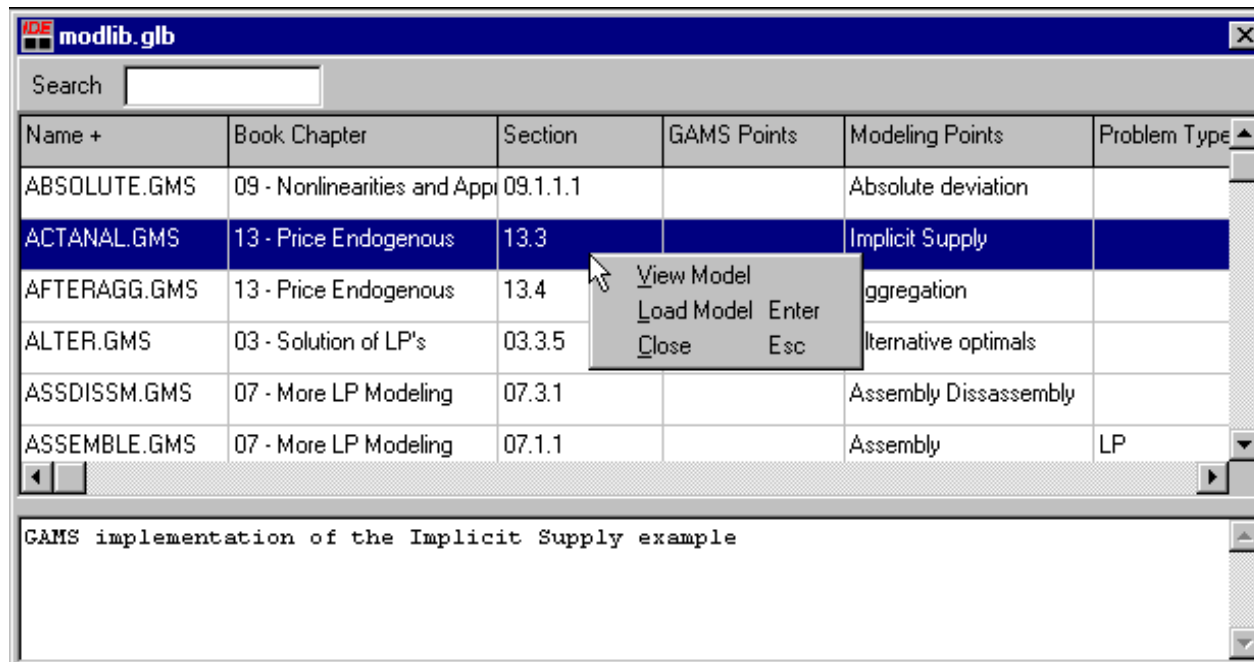 IDE modlib.glb
Search
Name + Book Chapter Section GAMS Points Modeling Points Problem Type
ABSOLUTE.GMS 09 - Nonlinearities and Appr 09.1.1.1 Absolute deviation
ACTANAL.GMS 13 - Price Endogenous 13.3 Implicit Supply
View Model
AFTERAGG.GMS 13 - Price Endogenous 13.4 ggregation
Load Model Enter
ALTER.GMS 03 - Solution of LP's 03.3.5 lternative optimals
Close Esc
ASSDISSM.GMS 07 - More LP Modeling 07.3.1 Assembly Dissassembly
ASSEMBLE.GMS 07 - More LP Modeling 07.1.1 Assembly LP
GAMS implementation of the Implicit Supply example